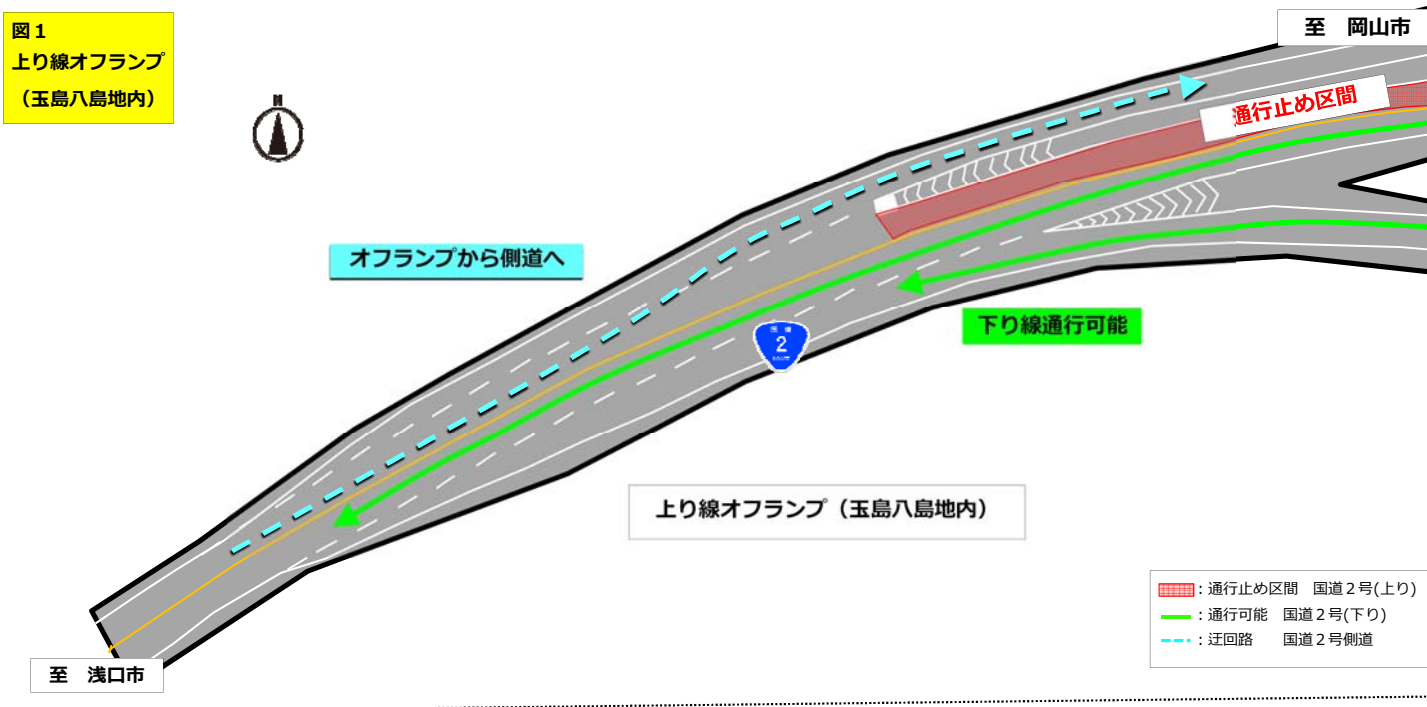 図1
上り線オフランプ
（玉島八島地内）
N
至　岡山市
通行止め区間
オフランプから側道へ
下り線通行可能
国道
2
ROUTE
上り線オフランプ（玉島八島地内）
：通行止め区間　国道２号(上り)
：通行可能　国道２号(下り)
：迂回路　　国道２号側道
至　浅口市